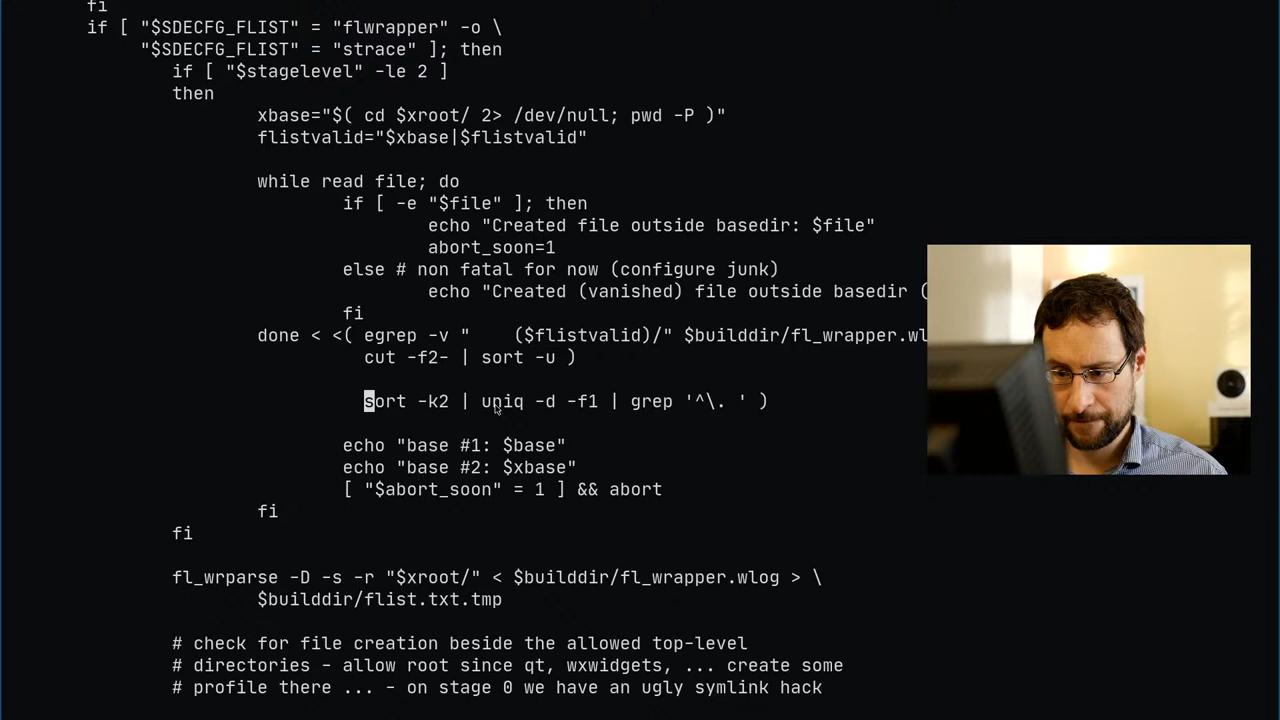 fi
if [ "$SDECFG_FLIST" = "flwrapper" -o \
"$SDECFG_FLIST" = "strace" ]; then
if [ "$stagelevel" -le 2 ]
then
xbase="$( cd $xroot/ 2> /dev/null; pwd -P )"
flistvalid="$xbase|$flistvalid"
while read file; do
if [ -e "$file" ]; then
echo "Created file outside basedir: $file"
abort_soon=1
else # non fatal for now (configure junk)
echo "Created (vanished) file outside basedir (
fi
done < <( egrep -v "    ($flistvalid)/" $builddir/fl_wrapper.wl
cut -f2- | sort -u )
sort -k2 | uniq -d -f1 | grep '^\. ' )
echo "base #1: $base"
echo "base #2: $xbase"
[ "$abort_soon" = 1 ] && abort
fi
fi
fl_wrparse -D -s -r "$xroot/" < $builddir/fl_wrapper.wlog > \
$builddir/flist.txt.tmp
# check for file creation beside the allowed top-level
# directories - allow root since qt, wxwidgets, ... create some
# profile there ... - on stage 0 we have an ugly symlink hack